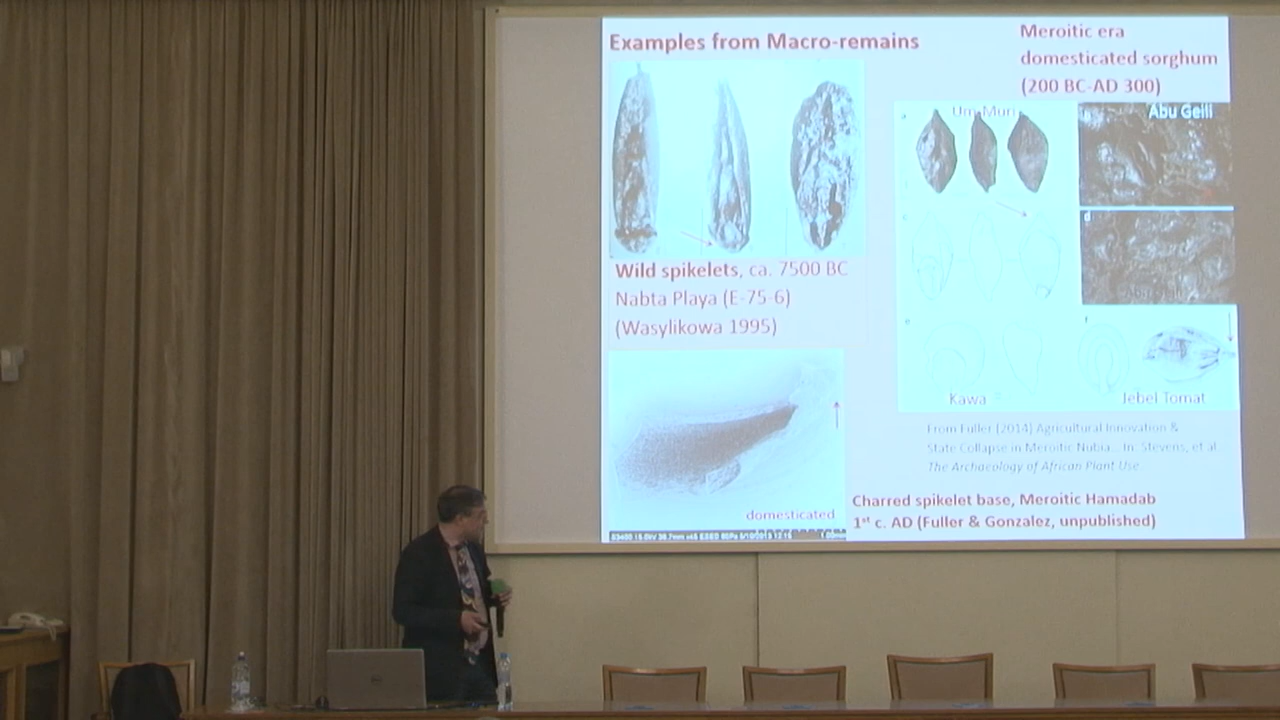 Examples from Macro-remains
Meroitic era
domesticated sorghum
(200 BC-AD 300)
Um Muri
Abu Geili
d
Wild spikelets, ca. 7500 BC
Nabta Playa (E-75-6)
(Wasylikowa 1995)
Kawa
Jebel Tomat
From Fuller (2014) Agricultural Innovation &
State Collapse in Meroitic Nubia... In: Stevens, et al.
The Archaeology of African Plant Use
domesticated
Charred spikelet base, Meroitic Hamadab
1st c. AD (Fuller & Gonzalez, unpublished)